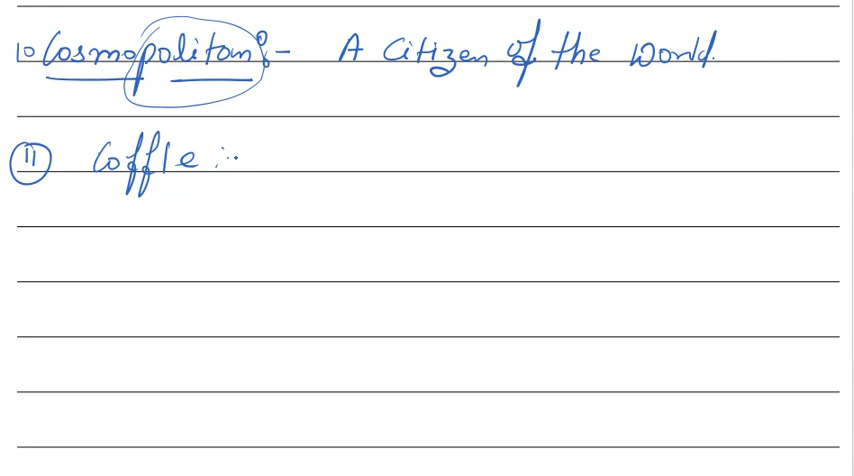 10 Cosmopolitan :- A Citizen of the World.
11 Coffle :-